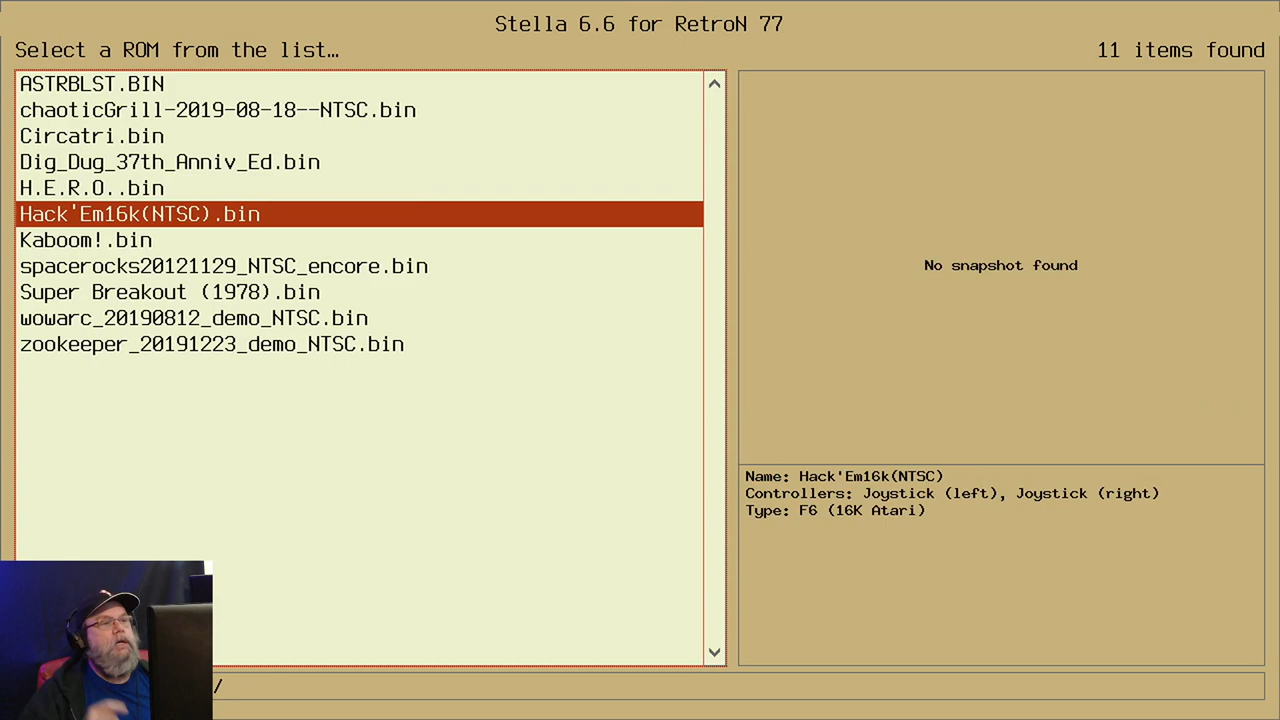 Stella 6.6 for RetroN 77
Select a ROM from the list…
11 items found
ASTRBLST.BIN
chaoticGrill-2019-08-18--NTSC.bin
Circatri.bin
Dig_Dug_37th_Anniv_Ed.bin
H.E.R.O..bin
Hack'Em16k(NTSC).bin
Kaboom!.bin
spacerocks20121129_NTSC_encore.bin
Super Breakout (1978).bin
wowarc_20190812_demo_NTSC.bin
zookeeper_20191223_demo_NTSC.bin
No snapshot found
Name: Hack'Em16k(NTSC)
Controllers: Joystick (left), Joystick (right)
Type: F6 (16K Atari)
/